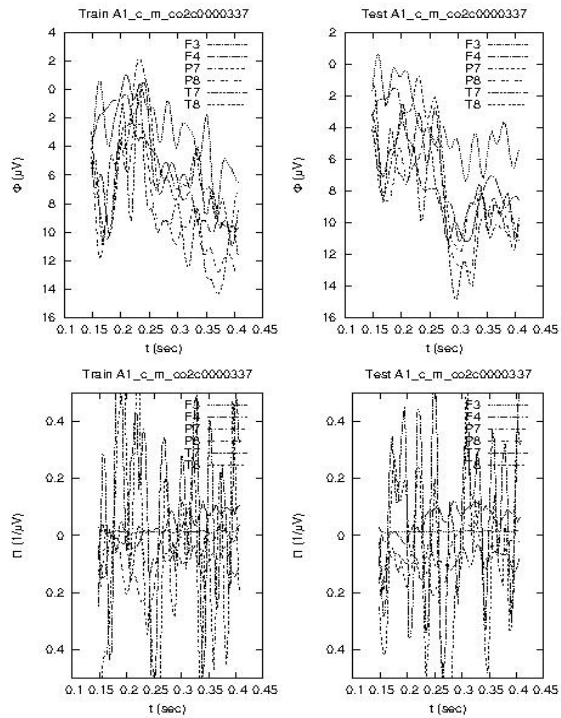 Train A1_c_m_co2c0000337
4
2
0
2
4
6
8
10
12
14
16
Φ (µV)
F3
F4
P7
P8
T7
T8
0.1 0.15 0.2 0.25 0.3 0.35 0.4 0.45
t (sec)
Test A1_c_m_co2c0000337
2
0
2
4
6
8
10
12
14
16
Φ (µV)
F3
F4
P7
P8
T7
T8
0.1 0.15 0.2 0.25 0.3 0.35 0.4 0.45
t (sec)
Train A1_c_m_co2c0000337
0.4
0.2
0
0.2
0.4
Π (1/µV)
F3
F4
P7
P8
T7
T8
0.1 0.15 0.2 0.25 0.3 0.35 0.4 0.45
t (sec)
Test A1_c_m_co2c0000337
0.4
0.2
0
0.2
0.4
Π (1/µV)
F3
F4
P7
P8
T7
T8
0.1 0.15 0.2 0.25 0.3 0.35 0.4 0.45
t (sec)